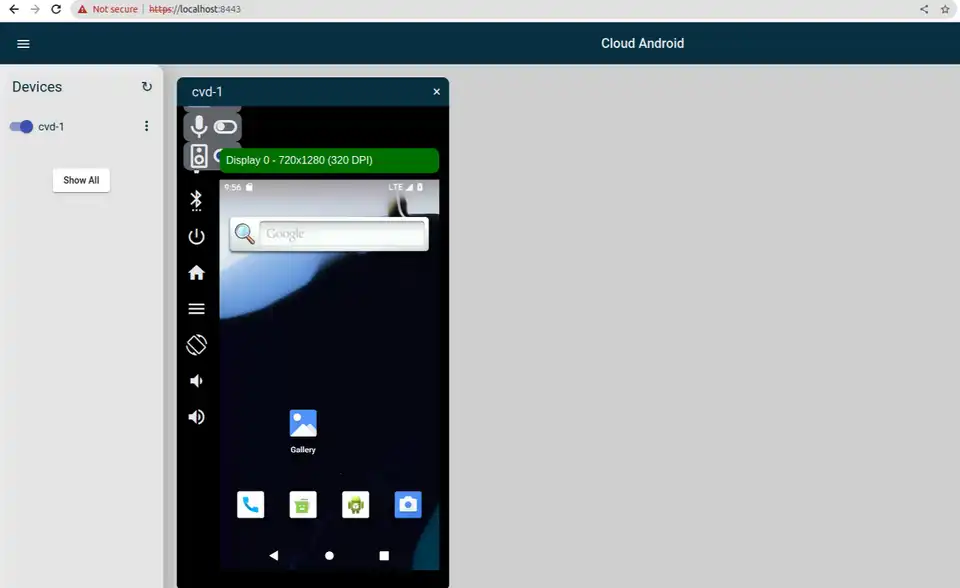 Not secure | https://localhost:8443
Cloud Android
Devices
cvd-1
Show All
cvd-1
Display 0 - 720x1280 (320 DPI)
9:56
LTE
Google
Gallery